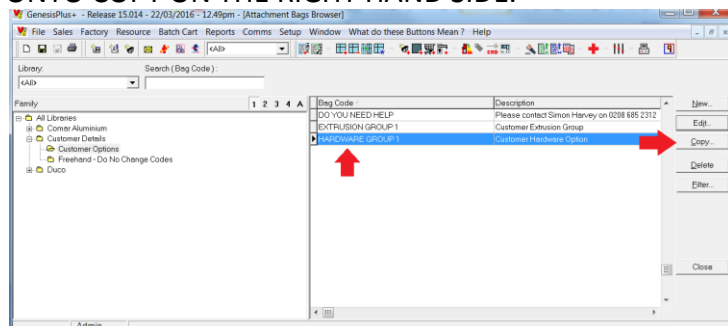 ONTO COPY ON THE RIGHT HAND SIDE.
GenesisPlus+ - Release 15.014 - 22/03/2016 - 12.49pm - [Attachment Bags Browser]
File Sales Factory Resource Batch Cart Reports Comms Setup Window What do these Buttons Mean ? Help
<All>
Library: Search ( Bag Code ) :
<All>
Family 1 2 3 4 A Bag Code / Description New...
DO YOU NEED HELP Please contact Simon Harvey on 0208 685 2312
All Libraries EXTRUSION GROUP 1 Customer Extrusion Group Edit...
Comar Aluminium HARDWARE GROUP 1 Customer Hardware Option Copy...
Customer Details
Customer Options
Freehand - Do No Change Codes Delete
Duco Filter...
Close
Admin